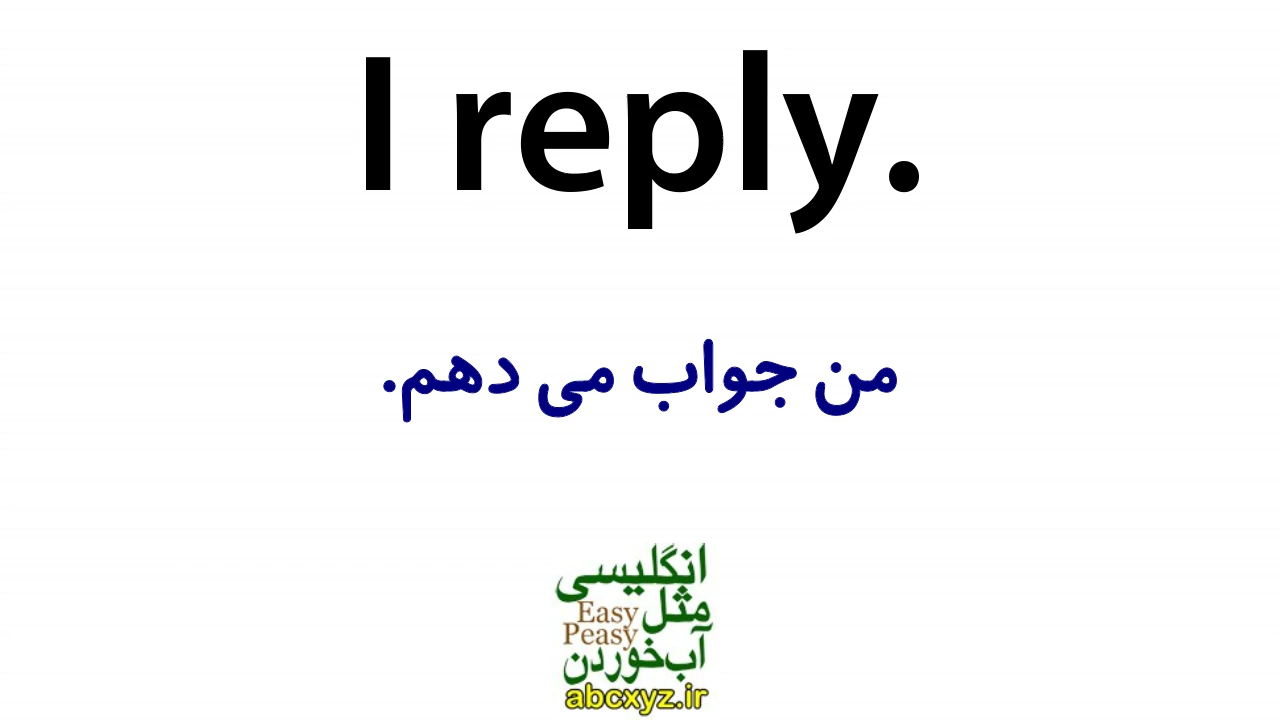 I reply.
من جواب می دهم.
انگلیسی
مثل
Easy
Peasy
آب‌خوردن
abcxyz.ir